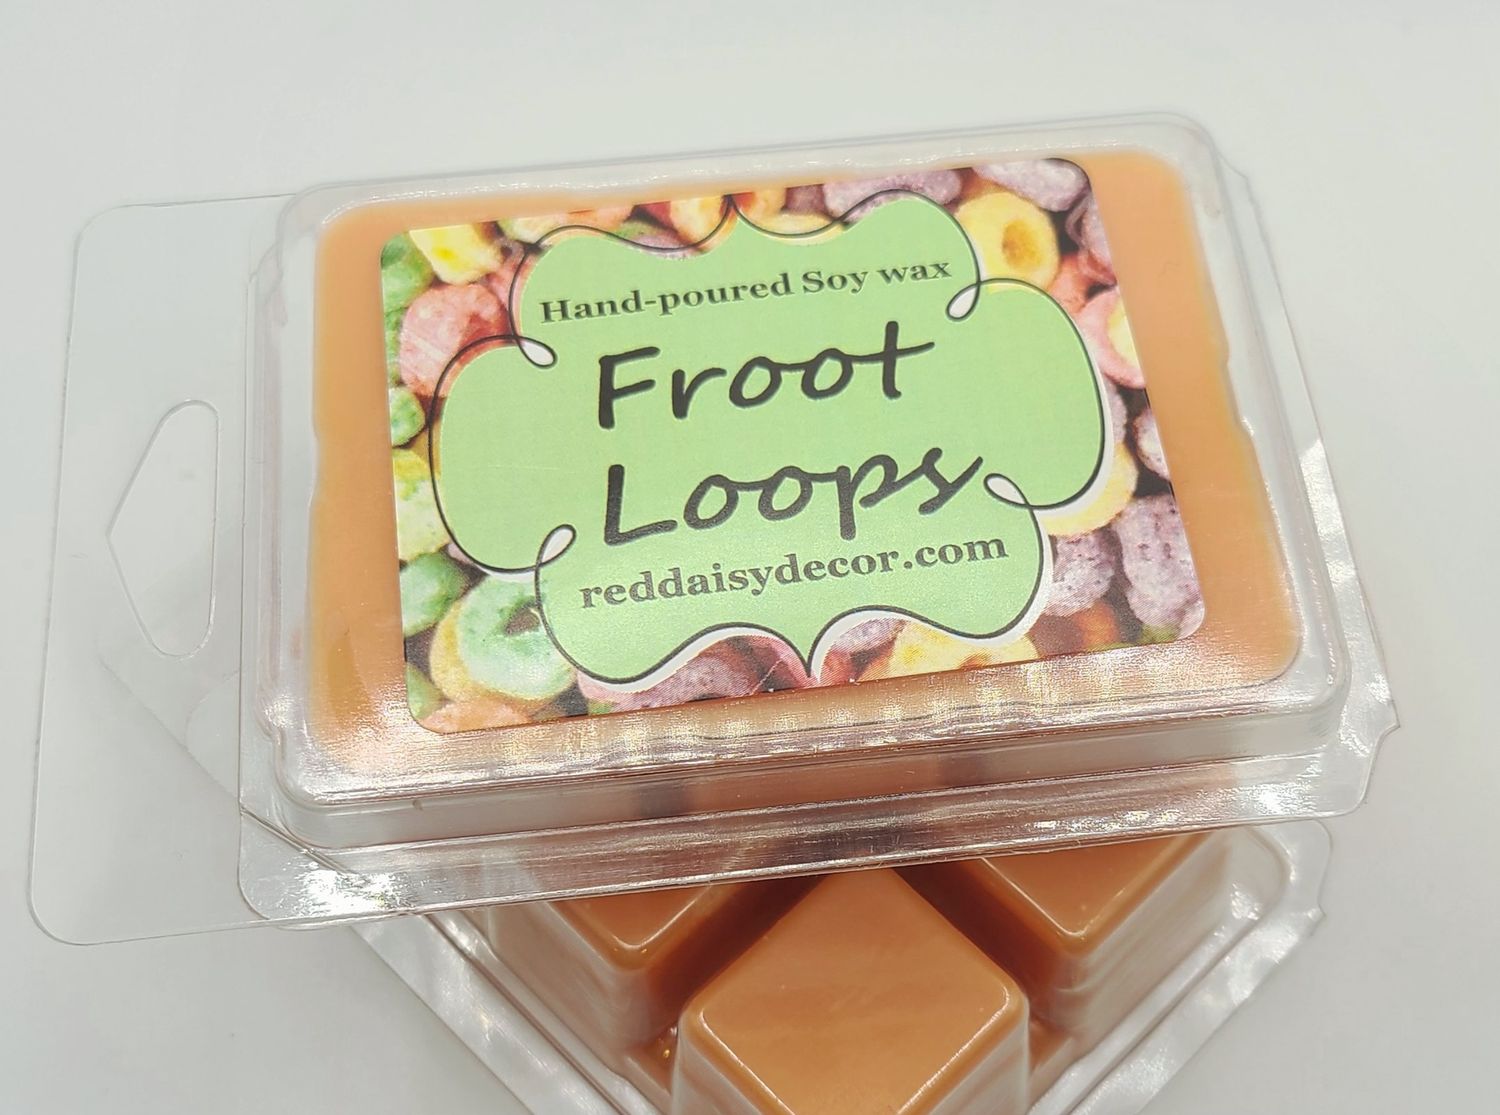 Hand-poured Soy wax
Froot
Loops
reddaisydecor.com